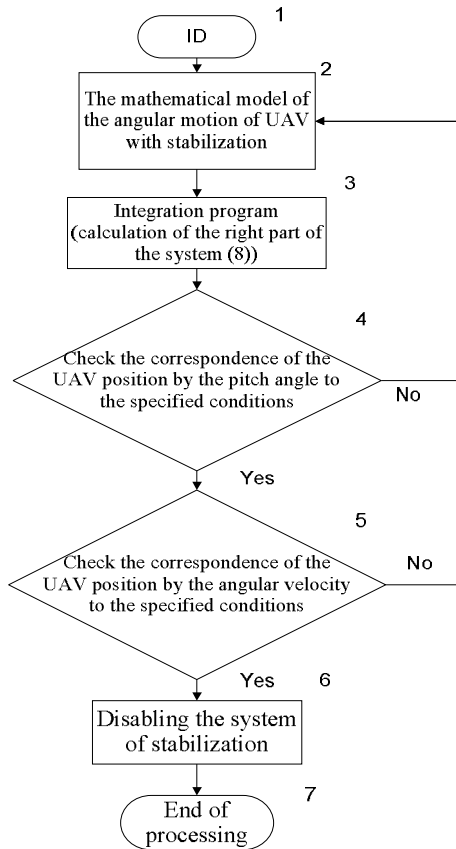 1
ID
2
The mathematical model of
the angular motion of UAV
with stabilization
3
Integration program
(calculation of the right part of
the system (8))
4
Check the correspondence of the
UAV position by the pitch angle to
the specified conditions
No
Yes
5
Check the correspondence of the
UAV position by the angular velocity
to the specified conditions
No
Yes
6
Disabling the system
of stabilization
7
End of
processing